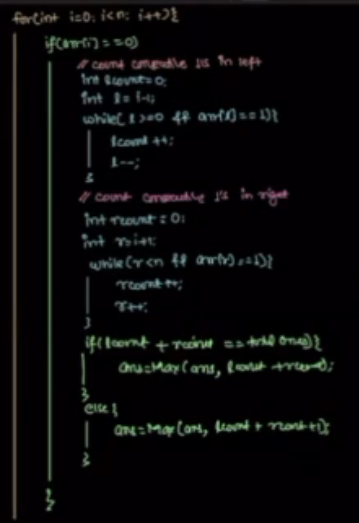 for(int i=0; i<n; i++){
if(arr[i]==0)
// count consecutive 1's in left
int lcount=0;
int l= i-1;
while( l>=0 && arr[l]==1){
lcount ++;
l--;
}
// count consecutive 1's in right
int rcount = 0;
int r=i+1;
while(r<n && arr[r]==1){
rcount++;
r++;
}
if(lcount + rcount == total ones){
ans=Max(ans, lcount +rcount);
}
else {
ans=Max(ans, lcount + rcount+1)
}
}